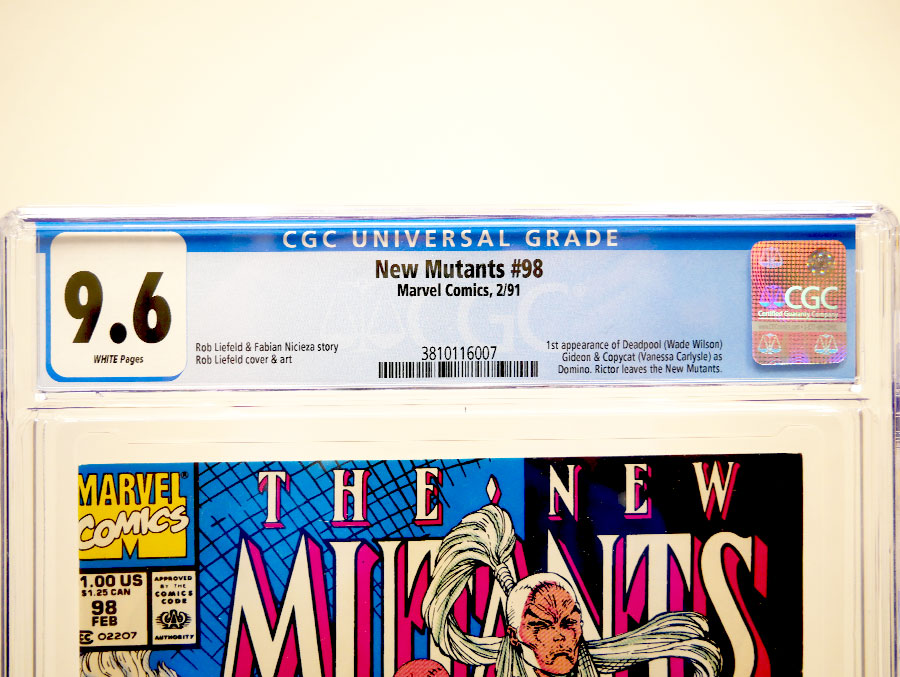 CGC UNIVERSAL GRADE
9.6
WHITE Pages
New Mutants #98
Marvel Comics, 2/91
Rob Liefeld & Fabian Nicieza story
Rob Liefeld cover & art
3810116007
1st appearance of Deadpool (Wade Wilson)
Gideon & Copycat (Vanessa Carlysle) as
Domino. Rictor leaves the New Mutants.
CGC
Certified Guaranty Company
MARVEL
COMICS
THE NEW
MUTANTS
1.00 US
$1.25 CAN
98
FEB
02207
APPROVED
BY THE
COMICS
CODE
AUTHORITY